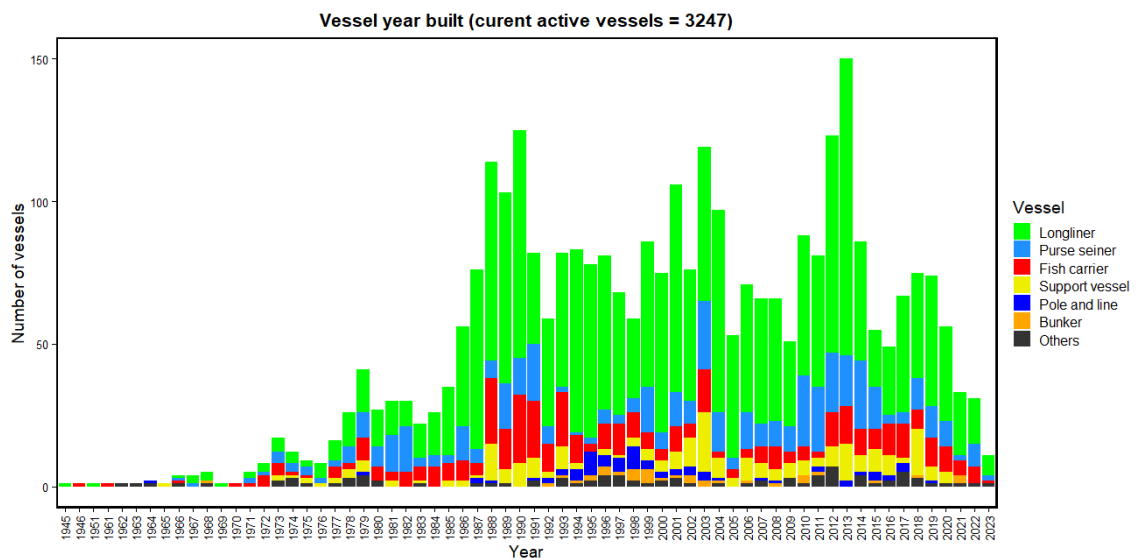 Vessel year built (curent active vessels = 3247)
Number of vessels
150
100
50
0
1945 1946 1951 1961 1962 1963 1964 1965 1966 1967 1968 1969 1970 1971 1972 1973 1974 1975 1976 1977 1978 1979 1980 1981 1982 1983 1984 1985 1986 1987 1988 1989 1990 1991 1992 1993 1994 1995 1996 1997 1998 1999 2000 2001 2002 2003 2004 2005 2006 2007 2008 2009 2010 2011 2012 2013 2014 2015 2016 2017 2018 2019 2020 2021 2022 2023
Year
Vessel
Longliner
Purse seiner
Fish carrier
Support vessel
Pole and line
Bunker
Others